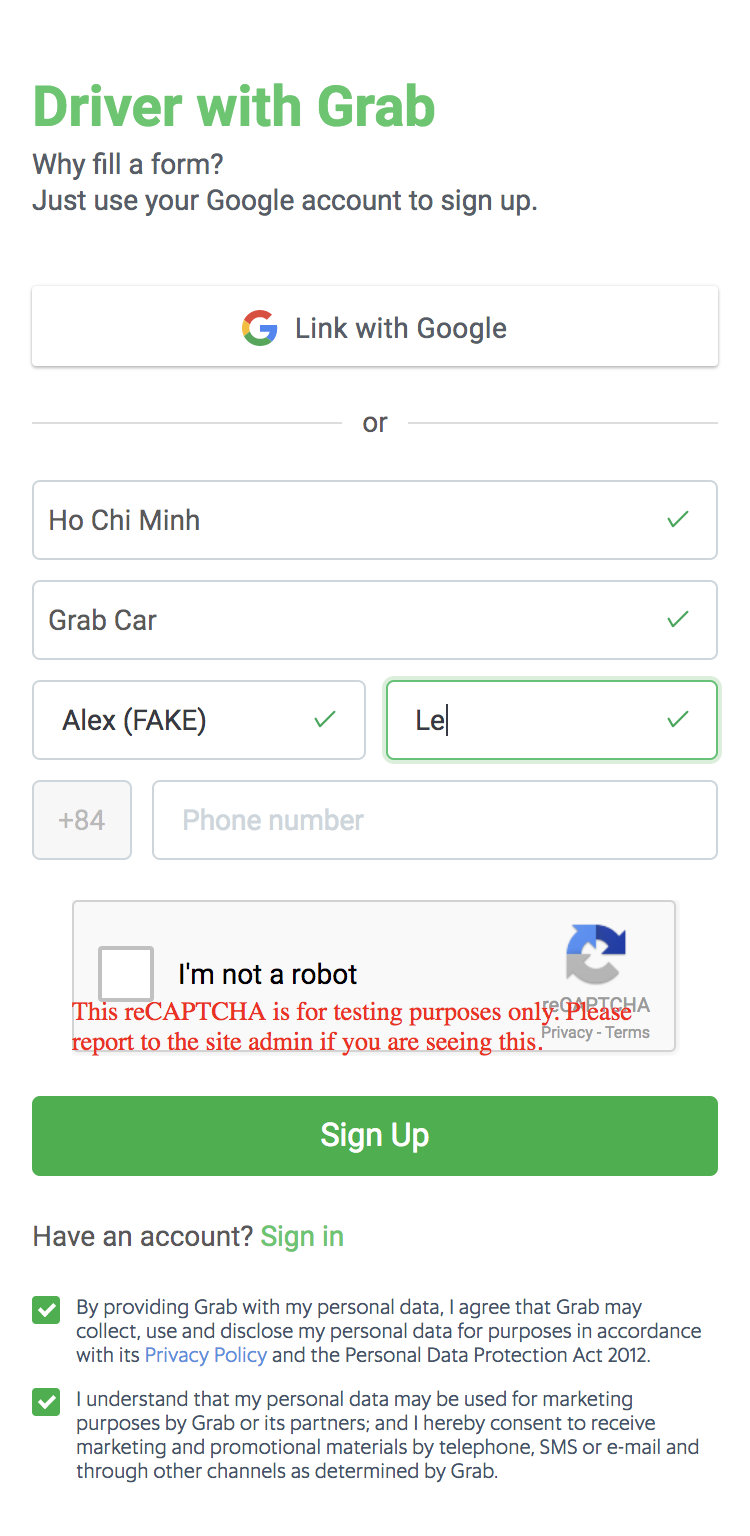 Driver with Grab
Why fill a form?
Just use your Google account to sign up.
Link with Google
or
Ho Chi Minh
Grab Car
Alex (FAKE)
Le
+84
Phone number
I'm not a robot
reCAPTCHA
This reCAPTCHA is for testing purposes only. Please
report to the site admin if you are seeing this.
Privacy - Terms
Sign Up
Have an account? Sign in
By providing Grab with my personal data, I agree that Grab may
collect, use and disclose my personal data for purposes in accordance
with its Privacy Policy and the Personal Data Protection Act 2012.
I understand that my personal data may be used for marketing
purposes by Grab or its partners; and I hereby consent to receive
marketing and promotional materials by telephone, SMS or e-mail and
through other channels as determined by Grab.